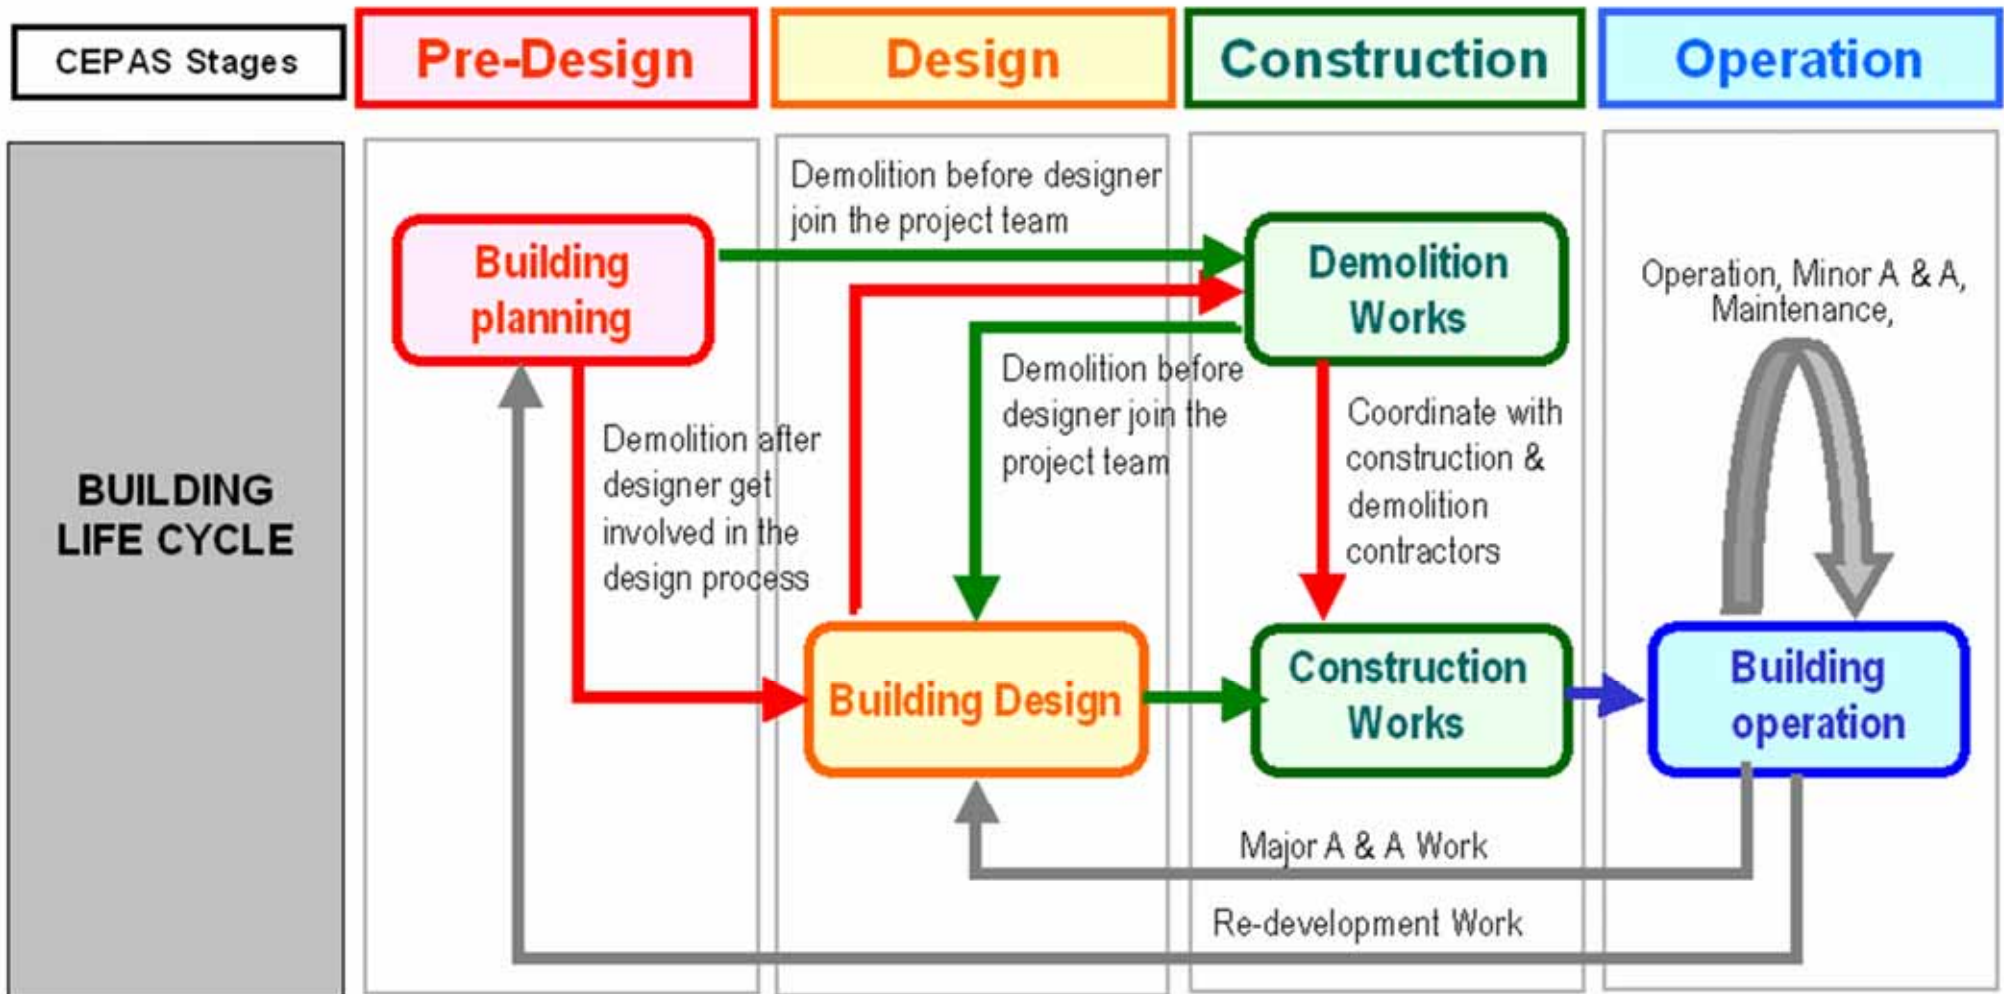 CEPAS Stages
Pre-Design
Design
Construction
Operation
BUILDING
LIFE CYCLE
Building
planning
Demolition before designer
join the project team
Demolition
Works
Operation, Minor A & A,
Maintenance,
Demolition after
designer get
involved in the
design process
Demolition before
designer join the
project team
Coordinate with
construction &
demolition
contractors
Building Design
Construction
Works
Building
operation
Major A & A Work
Re-development Work